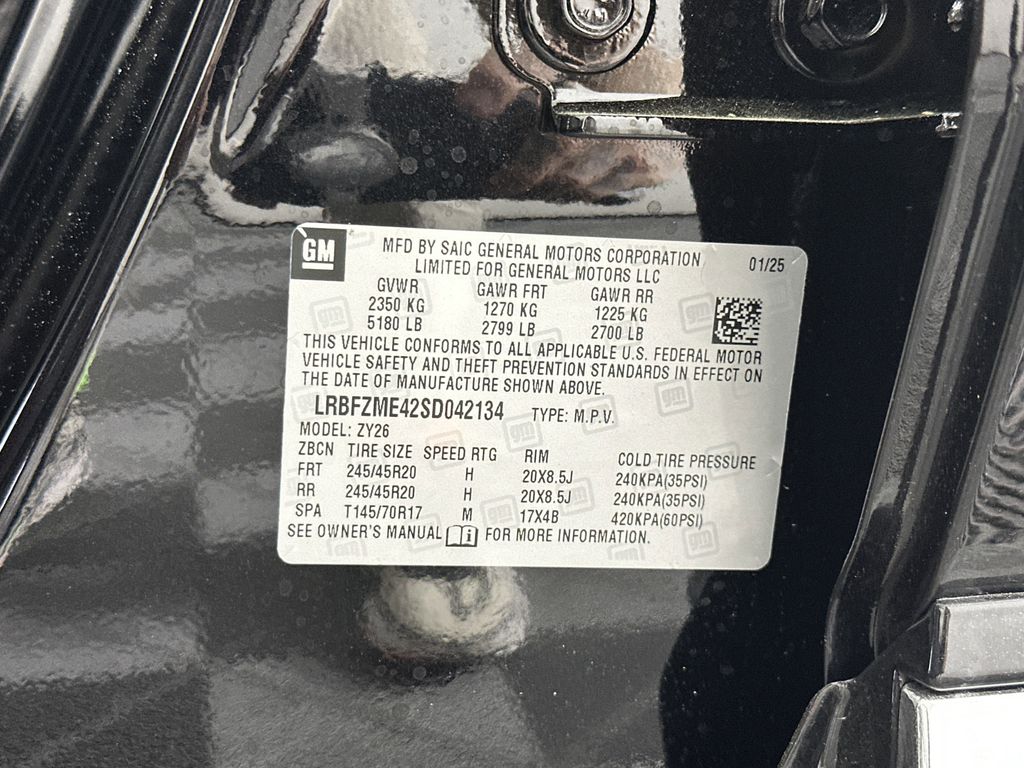 GM
MFD BY SAIC GENERAL MOTORS CORPORATION
LIMITED FOR GENERAL MOTORS LLC
01/25
GVWR GAWR FRT GAWR RR
2350 KG 1270 KG 1225 KG
5180 LB 2799 LB 2700 LB
THIS VEHICLE CONFORMS TO ALL APPLICABLE U.S. FEDERAL MOTOR
VEHICLE SAFETY AND THEFT PREVENTION STANDARDS IN EFFECT ON
THE DATE OF MANUFACTURE SHOWN ABOVE.
LRBFZME42SD042134 TYPE: M.P.V.
MODEL: ZY26
ZBCN TIRE SIZE SPEED RTG RIM COLD TIRE PRESSURE
FRT 245/45R20 H 20X8.5J 240KPA(35PSI)
RR 245/45R20 H 20X8.5J 240KPA(35PSI)
SPA T145/70R17 M 17X4B 420KPA(60PSI)
SEE OWNER'S MANUAL i FOR MORE INFORMATION.